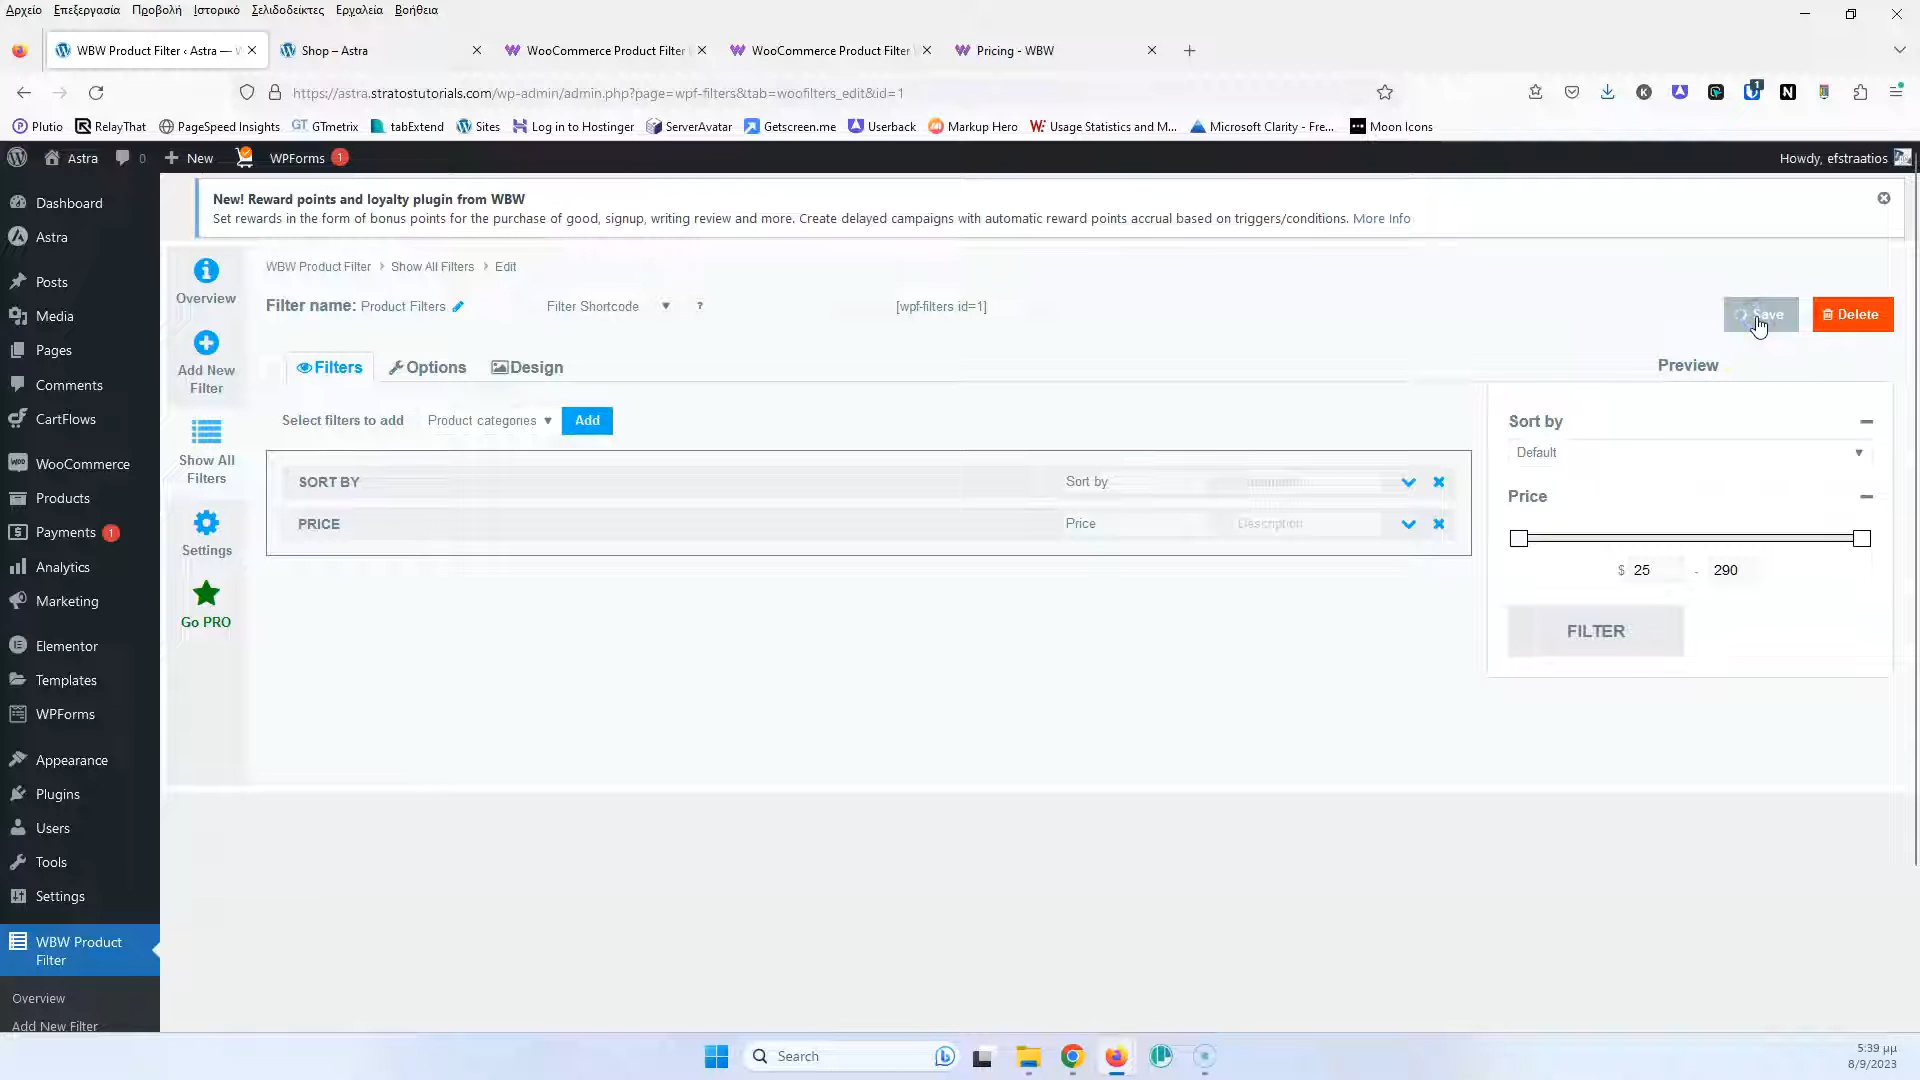 Αρχείο Επεξεργασία Προβολή Ιστορικό Σελιδοδείκτες Εργαλεία Βοήθεια
WBW Product Filter ‹ Astra — W
Shop – Astra
WooCommerce Product Filter
WooCommerce Product Filter
Pricing - WBW
https://astra.stratostutorials.com/wp-admin/admin.php?page=wpf-filters&tab=woofilters_edit&id=1
Plutio RelayThat PageSpeed Insights GTmetrix tabExtend Sites Log in to Hostinger ServerAvatar Getscreen.me Userback Markup Hero Usage Statistics and M... Microsoft Clarity - Fre... Moon Icons
Astra 0 New WPForms 1
Howdy, efstraatios
New! Reward points and loyalty plugin from WBW
Set rewards in the form of bonus points for the purchase of good, signup, writing review and more. Create delayed campaigns with automatic reward points accrual based on triggers/conditions. More Info
Dashboard
Astra
Posts
Media
Pages
Comments
CartFlows
WooCommerce
Products
Payments 1
Analytics
Marketing
Elementor
Templates
WPForms
Appearance
Plugins
Users
Tools
Settings
WBW Product
Filter
Overview
Add New Filter
Overview
Add New
Filter
Show All
Filters
Settings
Go PRO
WBW Product Filter › Show All Filters › Edit
Filter name: Product Filters Filter Shortcode ? [wpf-filters id=1]
Save Delete
Filters Options Design
Select filters to add Product categories Add
SORT BY Sort by
PRICE Price Description
Preview
Sort by
Default
Price
$ 25 - 290
FILTER
Search
5:39 μμ
8/9/2023